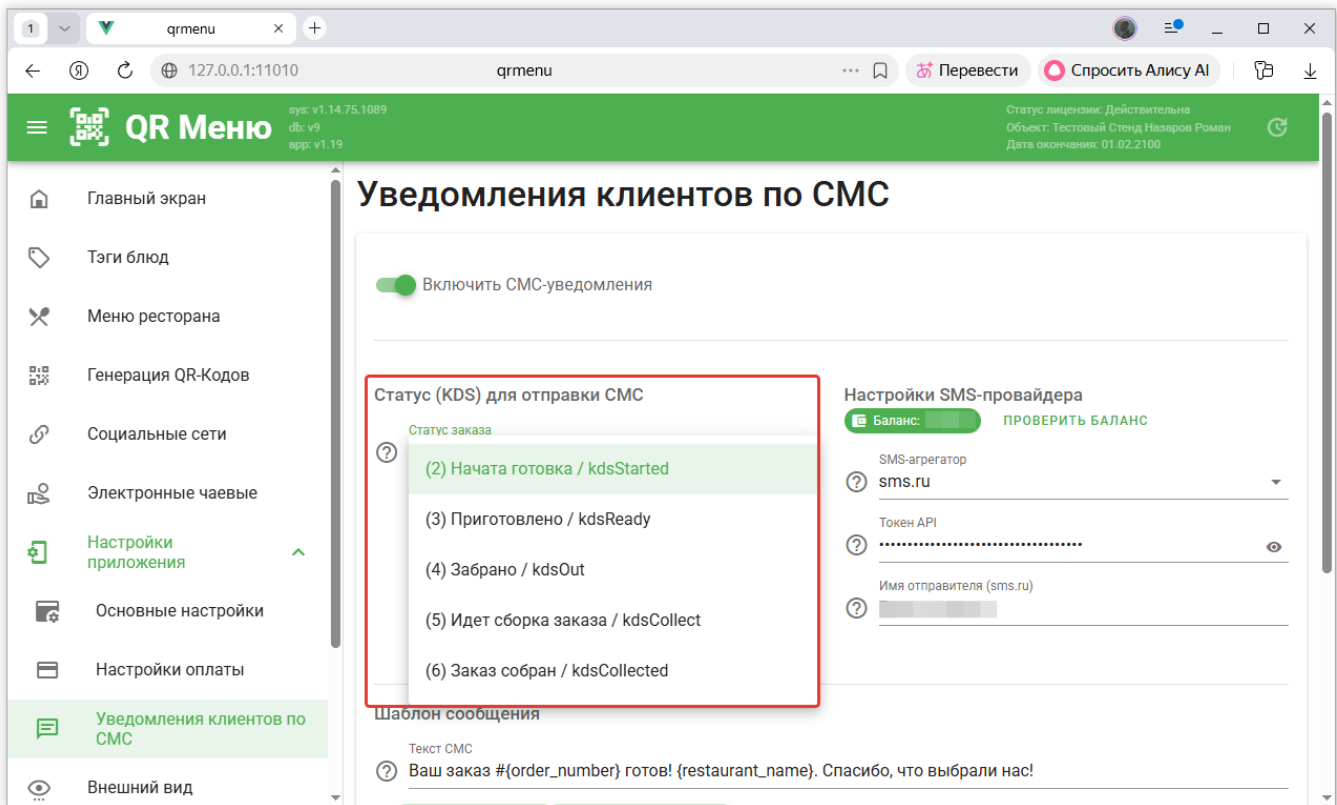 1
qrmenu
127.0.0.1:11010
qrmenu
Перевести
Спросить Алису AI
QR Меню
sys: v1.14.75.1089
db: v9
app: v1.19
Статус лицензии: Действительна
Объект: Тестовый Стенд Назаров Роман
Дата окончания: 01.02.2100
Главный экран
Тэги блюд
Меню ресторана
Генерация QR-Кодов
Социальные сети
Электронные чаевые
Настройки
приложения
Основные настройки
Настройки оплаты
Уведомления клиентов по
СМС
Внешний вид
Уведомления клиентов по СМС
Включить СМС-уведомления
Статус (KDS) для отправки СМС
Статус заказа
(2) Начата готовка / kdsStarted
(3) Приготовлено / kdsReady
(4) Забрано / kdsOut
(5) Идет сборка заказа / kdsCollect
(6) Заказ собран / kdsCollected
Настройки SMS-провайдера
Баланс:
ПРОВЕРИТЬ БАЛАНС
SMS-агрегатор
sms.ru
Токен API
••••••••••••••••••••••••••••••••••••
Имя отправителя (sms.ru)
Шаблон сообщения
Текст СМС
Ваш заказ #{order_number} готов! {restaurant_name}. Спасибо, что выбрали нас!